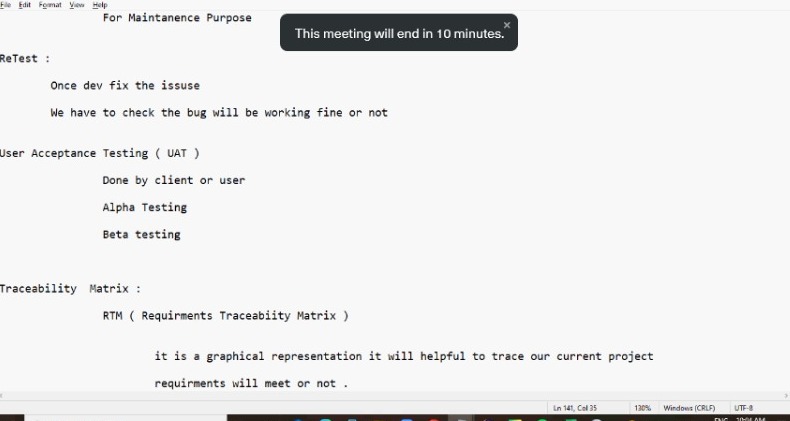 File Edit Format View Help
For Maintanence Purpose
This meeting will end in 10 minutes.
ReTest :
Once dev fix the issuse
We have to check the bug will be working fine or not
User Acceptance Testing ( UAT )
Done by client or user
Alpha Testing
Beta testing
Traceability Matrix :
RTM ( Requirments Traceabiity Matrix )
it is a graphical representation it will helpful to trace our current project
requirments will meet or not .
Ln 141, Col 35 130% Windows (CRLF) UTF-8